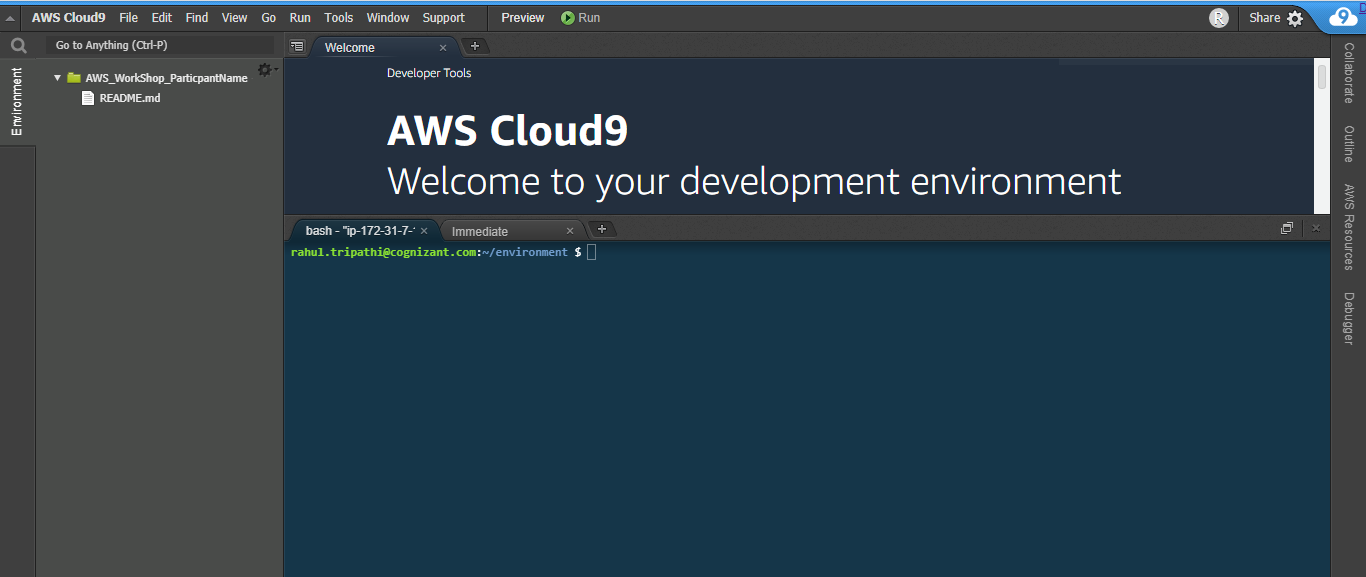 AWS Cloud9 File Edit Find View Go Run Tools Window Support Preview Run R Share 9
Go to Anything (Ctrl-P)
Welcome
Environment
AWS_WorkShop_ParticpantName
README.md
Developer Tools
AWS Cloud9
Welcome to your development environment
bash - "ip-172-31-7- Immediate
rahul.tripathi@cognizant.com:~/environment $
Collaborate
Outline
AWS Resources
Debugger